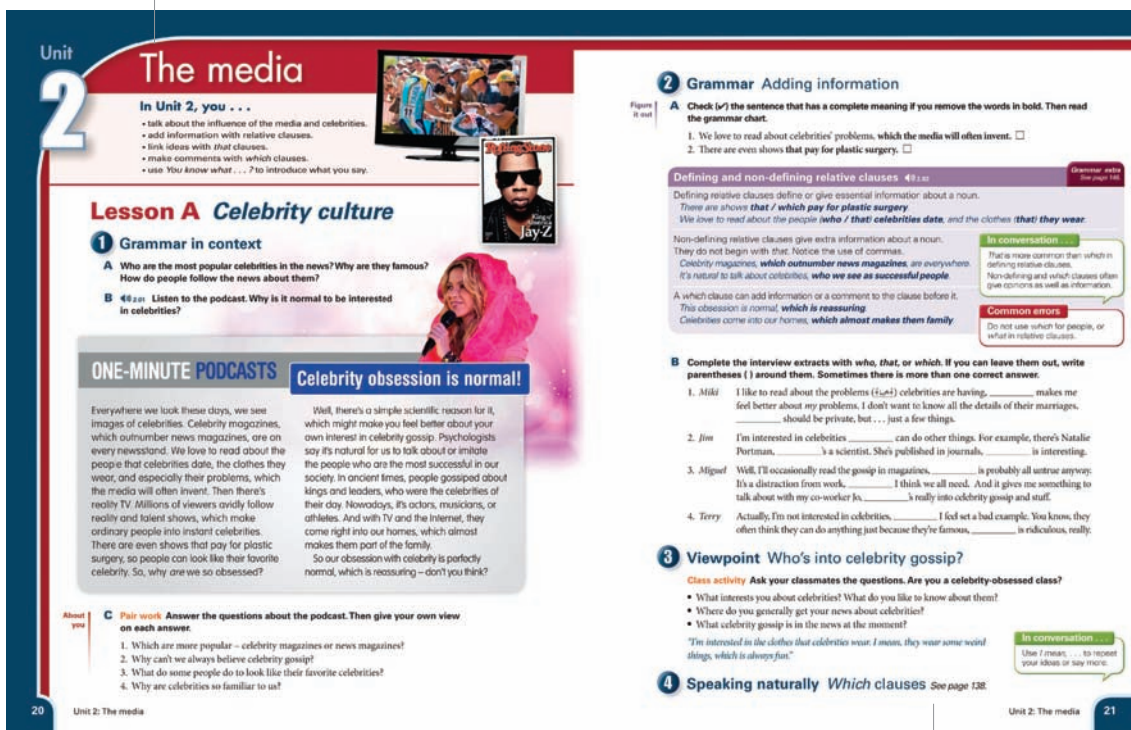 Unit
2
The media
In Unit 2, you . . .
• talk about the influence of the media and celebrities.
• add information with relative clauses.
• link ideas with that clauses.
• make comments with which clauses.
• use You know what . . . ? to introduce what you say.
RollingStone
King of America
Jay-Z
Lesson A Celebrity culture
1 Grammar in context
A Who are the most popular celebrities in the news? Why are they famous?
How do people follow the news about them?
B 2.01 Listen to the podcast. Why is it normal to be interested
in celebrities?
ONE-MINUTE PODCASTS
Celebrity obsession is normal!
Everywhere we look these days, we see
images of celebrities. Celebrity magazines,
which outnumber news magazines, are on
every newsstand. We love to read about the
people that celebrities date, the clothes they
wear, and especially their problems, which
the media will often invent. Then there's
reality TV. Millions of viewers avidly follow
reality and talent shows, which make
ordinary people into instant celebrities.
There are even shows that pay for plastic
surgery, so people can look like their favorite
celebrity. So, why are we so obsessed?
Well, there's a simple scientific reason for it,
which might make you feel better about your
own interest in celebrity gossip. Psychologists
say it's natural for us to talk about or imitate
the people who are the most successful in our
society. In ancient times, people gossiped about
kings and leaders, who were the celebrities of
their day. Nowadays, it's actors, musicians, or
athletes. And with TV and the Internet, they
come right into our homes, which almost
makes them part of the family.
So our obsession with celebrity is perfectly
normal, which is reassuring – don't you think?
About
you
C Pair work Answer the questions about the podcast. Then give your own view
on each answer.
1. Which are more popular – celebrity magazines or news magazines?
2. Why can't we always believe celebrity gossip?
3. What do some people do to look like their favorite celebrities?
4. Why are celebrities so familiar to us?
20 Unit 2: The media
2 Grammar Adding information
Figure
it out
A Check (✔) the sentence that has a complete meaning if you remove the words in bold. Then read
the grammar chart.
1. We love to read about celebrities' problems, which the media will often invent. ☐
2. There are even shows that pay for plastic surgery. ☐
Defining and non-defining relative clauses 2.02
Grammar extra
See page 146.
Defining relative clauses define or give essential information about a noun.
There are shows that / which pay for plastic surgery.
We love to read about the people (who / that) celebrities date, and the clothes (that) they wear.
Non-defining relative clauses give extra information about a noun.
They do not begin with that. Notice the use of commas.
Celebrity magazines, which outnumber news magazines, are everywhere.
It's natural to talk about celebrities, who we see as successful people.
A which clause can add information or a comment to the clause before it.
This obsession is normal, which is reassuring.
Celebrities come into our homes, which almost makes them family.
In conversation . . .
That is more common than which in
defining relative clauses.
Non-defining and which clauses often
give opinions as well as information.
Common errors
Do not use which for people, or
what in relative clauses.
B Complete the interview extracts with who, that, or which. If you can leave them out, write
parentheses ( ) around them. Sometimes there is more than one correct answer.
1. Miki I like to read about the problems celebrities are having, ________ makes me
feel better about my problems. I don't want to know all the details of their marriages,
________ should be private, but . . . just a few things.
2. Jim I'm interested in celebrities ________ can do other things. For example, there's Natalie
Portman, ________'s a scientist. She's published in journals, ________ is interesting.
3. Miguel Well, I'll occasionally read the gossip in magazines, ________ is probably all untrue anyway.
It's a distraction from work, ________ I think we all need. And it gives me something to
talk about with my co-worker Jo, ________'s really into celebrity gossip and stuff.
4. Terry Actually, I'm not interested in celebrities, ________ I feel set a bad example. You know, they
often think they can do anything just because they're famous, ________ is ridiculous, really.
3 Viewpoint Who's into celebrity gossip?
Class activity Ask your classmates the questions. Are you a celebrity-obsessed class?
• What interests you about celebrities? What do you like to know about them?
• Where do you generally get your news about celebrities?
• What celebrity gossip is in the news at the moment?
"I'm interested in the clothes that celebrities wear. I mean, they wear some weird
things, which is always fun."
In conversation . . .
Use I mean, . . . to repeat
your ideas or say more.
4 Speaking naturally Which clauses See page 138.
Unit 2: The media 21